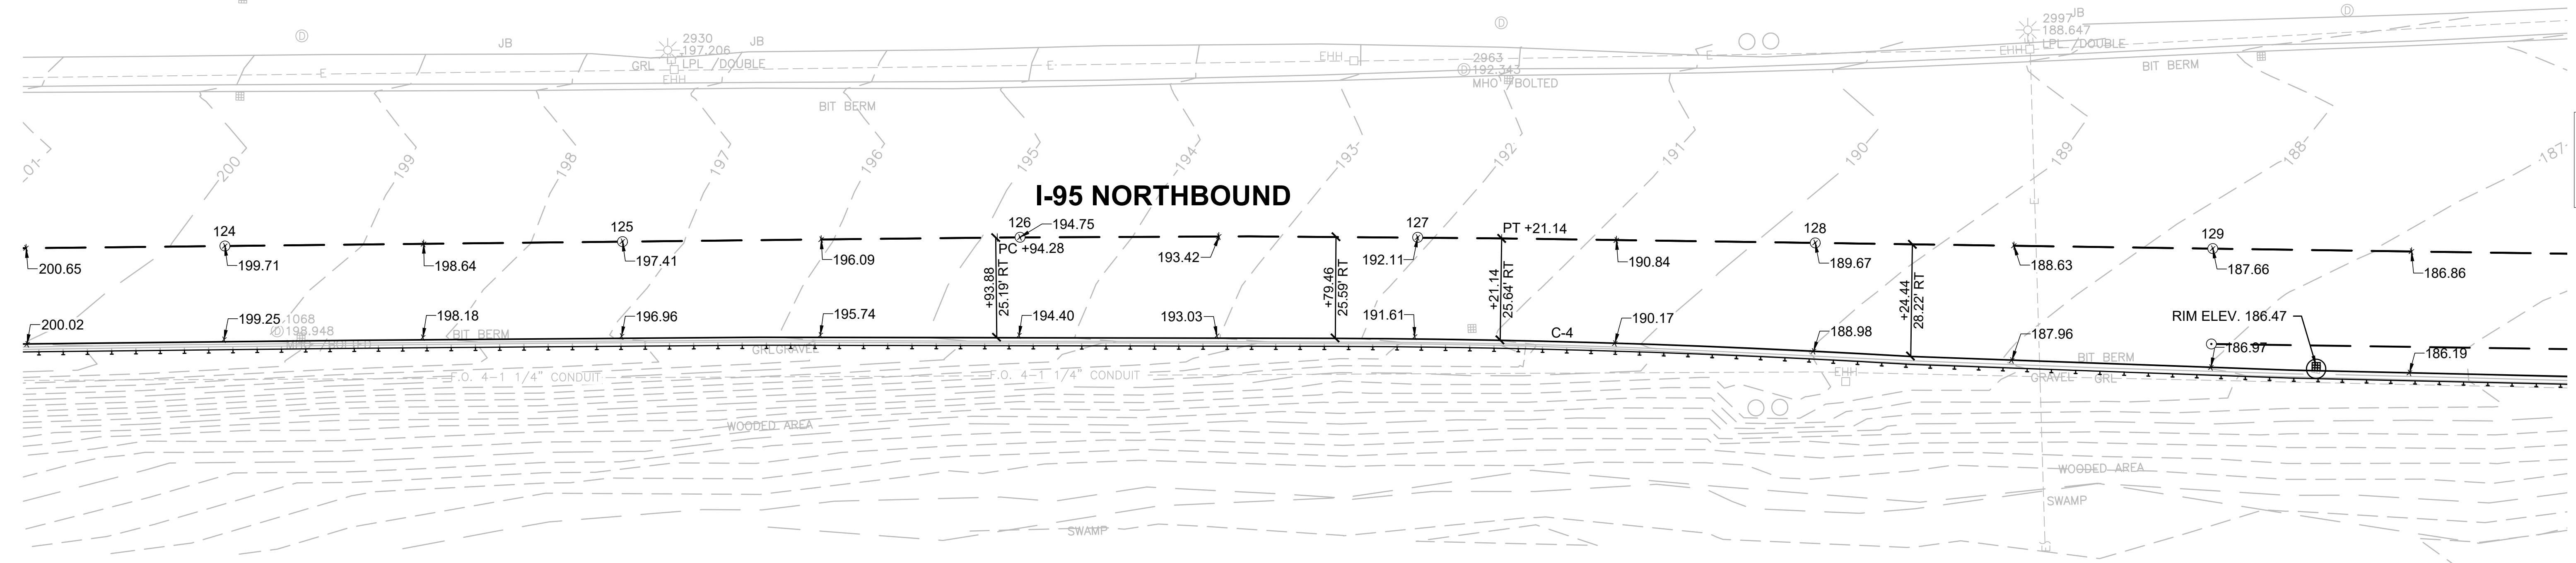 2997
JB
188.647
LPL /DOUBLE
EHH
2930
197.206
LPL /DOUBLE
JB
JB
GRL
EHH
E
E
E
EHH
2963
192.343
MHO /BOLTED
BIT BERM
BIT BERM
D
D
D
D
-01-
200
199
198
197
196
195
194
193
192
191
190
189
188
187
I-95 NORTHBOUND
124
125
126
194.75
127
PT +21.14
128
129
PC +94.28
200.65
199.71
198.64
197.41
196.09
193.42
192.11
190.84
189.67
188.63
187.66
186.86
+93.88
25.19' RT
+79.46
25.59' RT
+21.14
25.64' RT
+24.44
28.22' RT
200.02
199.25
198.18
196.96
195.74
194.40
193.03
191.61
C-4
190.17
188.98
187.96
RIM ELEV. 186.47
186.97
186.19
D
1068
198.948
MHO /BOLTED
BIT BERM
GRL
GRAVEL
BIT BERM
GRAVEL
GRL
F.O. 4-1 1/4" CONDUIT
F.O. 4-1 1/4" CONDUIT
EHH
WOODED AREA
WOODED AREA
SWAMP
SWAMP